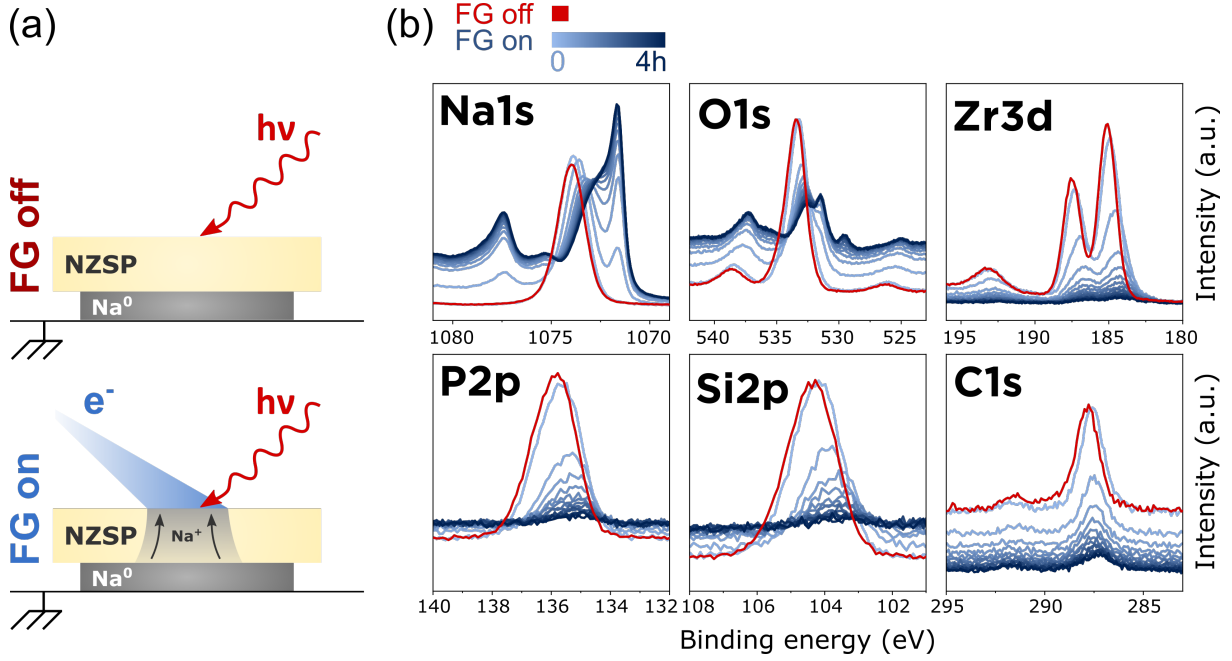 (a)
FG off
hν
NZSP
Na⁰
FG on
e⁻
hν
NZSP
Na⁺
Na⁰
(b)
FG off
FG on
0 4h
Na1s
1080 1075 1070
O1s
540 535 530 525
Zr3d
195 190 185 180
Intensity (a.u.)
P2p
140 138 136 134 132
Si2p
108 106 104 102
C1s
295 290 285
Intensity (a.u.)
Binding energy (eV)